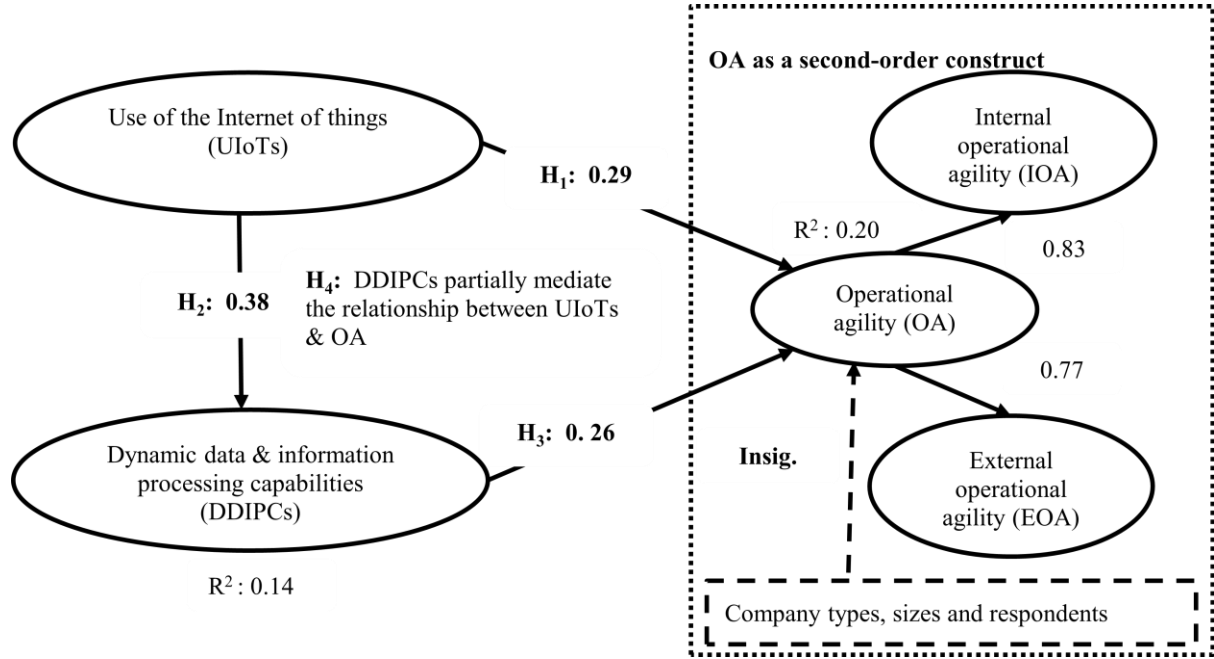 OA as a second-order construct
Use of the Internet of things
(UIoTs)
Internal
operational
agility (IOA)
H1: 0.29
R2 : 0.20
0.83
H4: DDIPCs partially mediate
the relationship between UIoTs
& OA
H2: 0.38
Operational
agility (OA)
0.77
H3: 0. 26
Dynamic data & information
processing capabilities
(DDIPCs)
Insig.
External
operational
agility (EOA)
R2 : 0.14
Company types, sizes and respondents